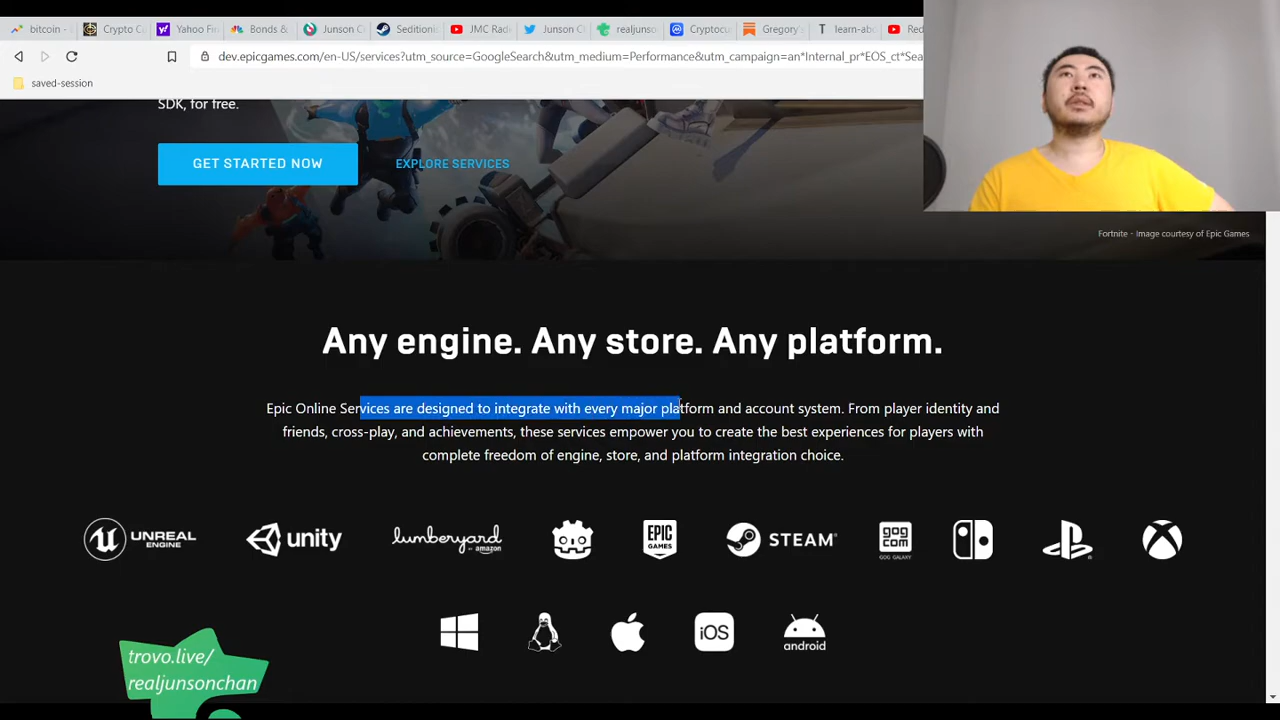 bitcoin -
Crypto C
Yahoo Fin
Bonds &
Junson C
Seditioni
JMC Rad
Junson C
realjunso
Cryptocu
Gregory'
learn-abo
Red
dev.epicgames.com/en-US/services?utm_source=GoogleSearch&utm_medium=Performance&utm_campaign=an*Internal_pr*EOS_ct*Sea
saved-session
SDK, for free.
GET STARTED NOW
EXPLORE SERVICES
Fortnite - Image courtesy of Epic Games
Any engine. Any store. Any platform.
Epic Online Services are designed to integrate with every major platform and account system. From player identity and
friends, cross-play, and achievements, these services empower you to create the best experiences for players with
complete freedom of engine, store, and platform integration choice.
UNREAL ENGINE
unity
lumberyard by amazon
EPIC GAMES
STEAM
GOG COM GOG GALAXY
iOS
android
trovo.live/
realjunsonchan